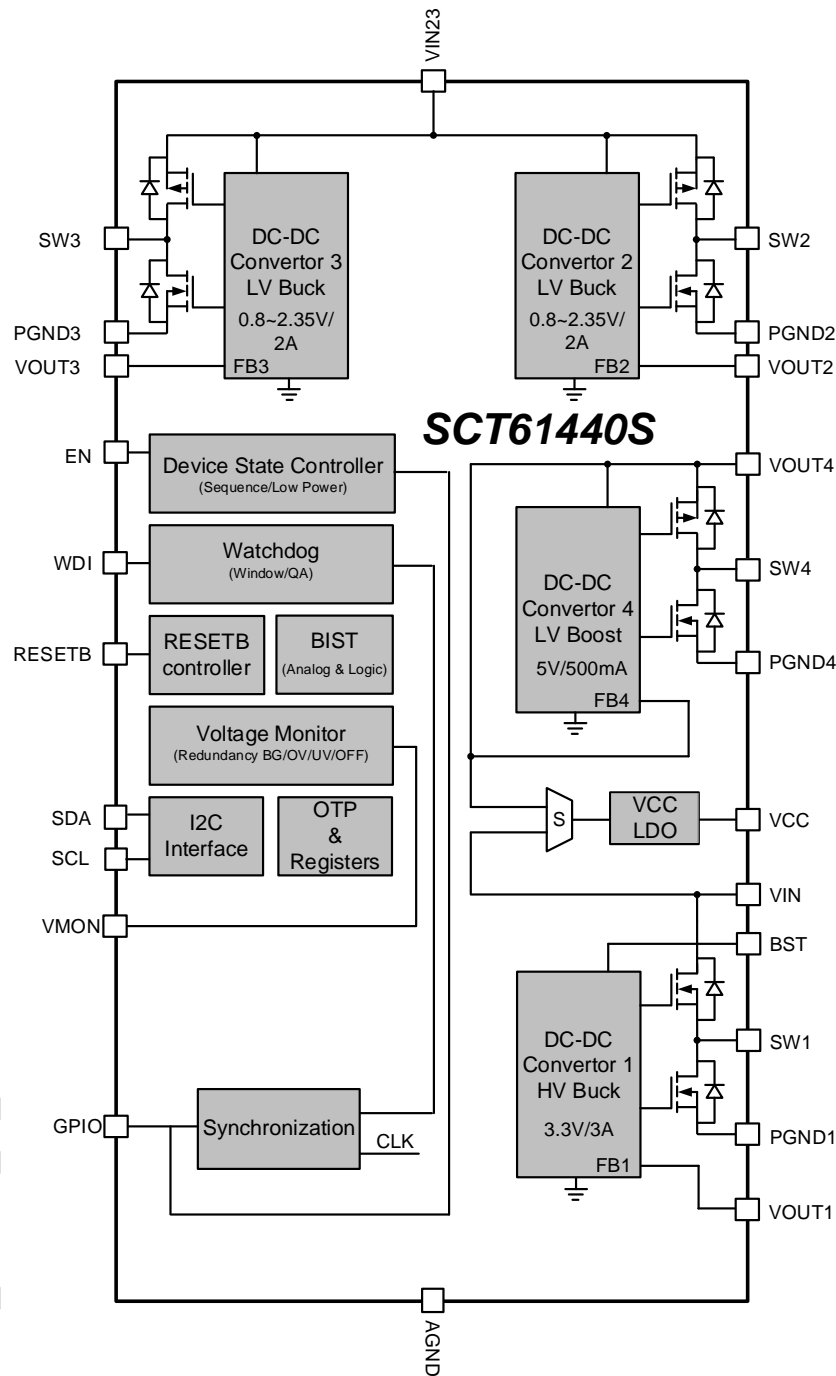 VIN23
SW3
PGND3
VOUT3
DC-DC
Convertor 3
LV Buck
0.8~2.35V/
2A
FB3
DC-DC
Convertor 2
LV Buck
0.8~2.35V/
2A
FB2
SW2
PGND2
VOUT2
SCT61440S
EN
Device State Controller
(Sequence/Low Power)
WDI
Watchdog
(Window/QA)
RESETB
RESETB
controller
BIST
(Analog & Logic)
Voltage Monitor
(Redundancy BG/OV/UV/OFF)
SDA
SCL
I2C
Interface
OTP
&
Registers
VMON
GPIO
Synchronization
CLK
DC-DC
Convertor 4
LV Boost
5V/500mA
FB4
VOUT4
SW4
PGND4
S
VCC
LDO
VCC
VIN
BST
DC-DC
Convertor 1
HV Buck
3.3V/3A
FB1
SW1
PGND1
VOUT1
AGND